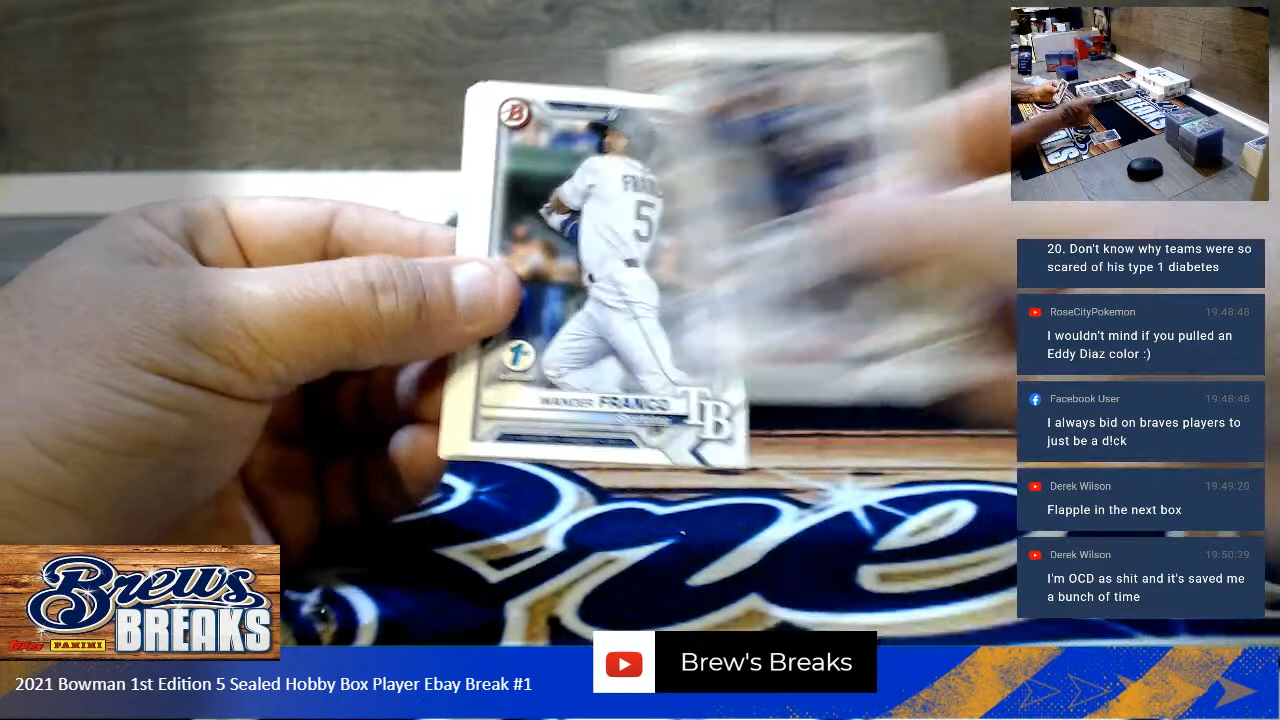 B
FRANCO
5
1st
WANDER FRANCO
TB
20. Don't know why teams were so
scared of his type 1 diabetes
RoseCityPokemon 19:48:48
I wouldn't mind if you pulled an
Eddy Diaz color :)
Facebook User 19:48:48
I always bid on braves players to
just be a d!ck
Derek Wilson 19:49:20
Flapple in the next box
Derek Wilson 19:50:29
I'm OCD as shit and it's saved me
a bunch of time
Brews
BREAKS
Topps PANINI
Brew's Breaks
2021 Bowman 1st Edition 5 Sealed Hobby Box Player Ebay Break #1